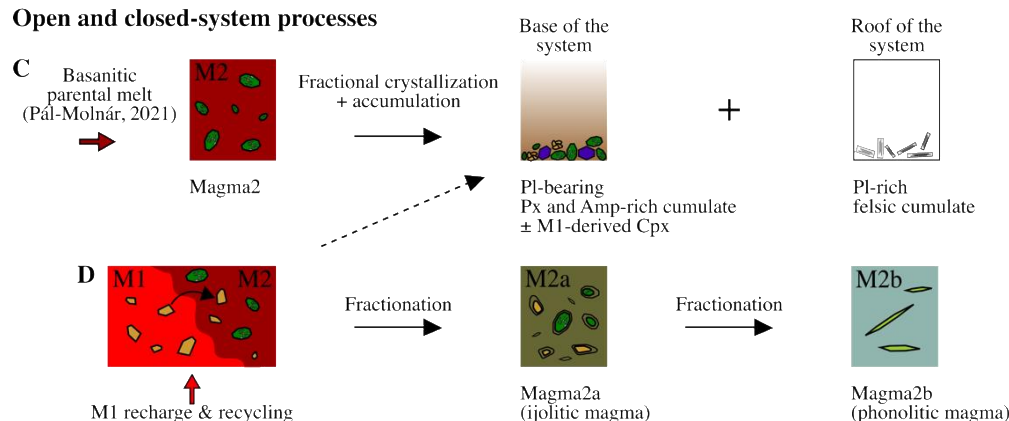 Open and closed-system processes
C
Basanitic
parental melt
(Pál-Molnár, 2021)
M2
Magma2
Fractional crystallization
+ accumulation
Base of the
system
Pl-bearing
Px and Amp-rich cumulate
± M1-derived Cpx
+
Roof of the
system
Pl-rich
felsic cumulate
D
M1
M2
M1 recharge & recycling
Fractionation
M2a
Magma2a
(ijolitic magma)
Fractionation
M2b
Magma2b
(phonolitic magma)